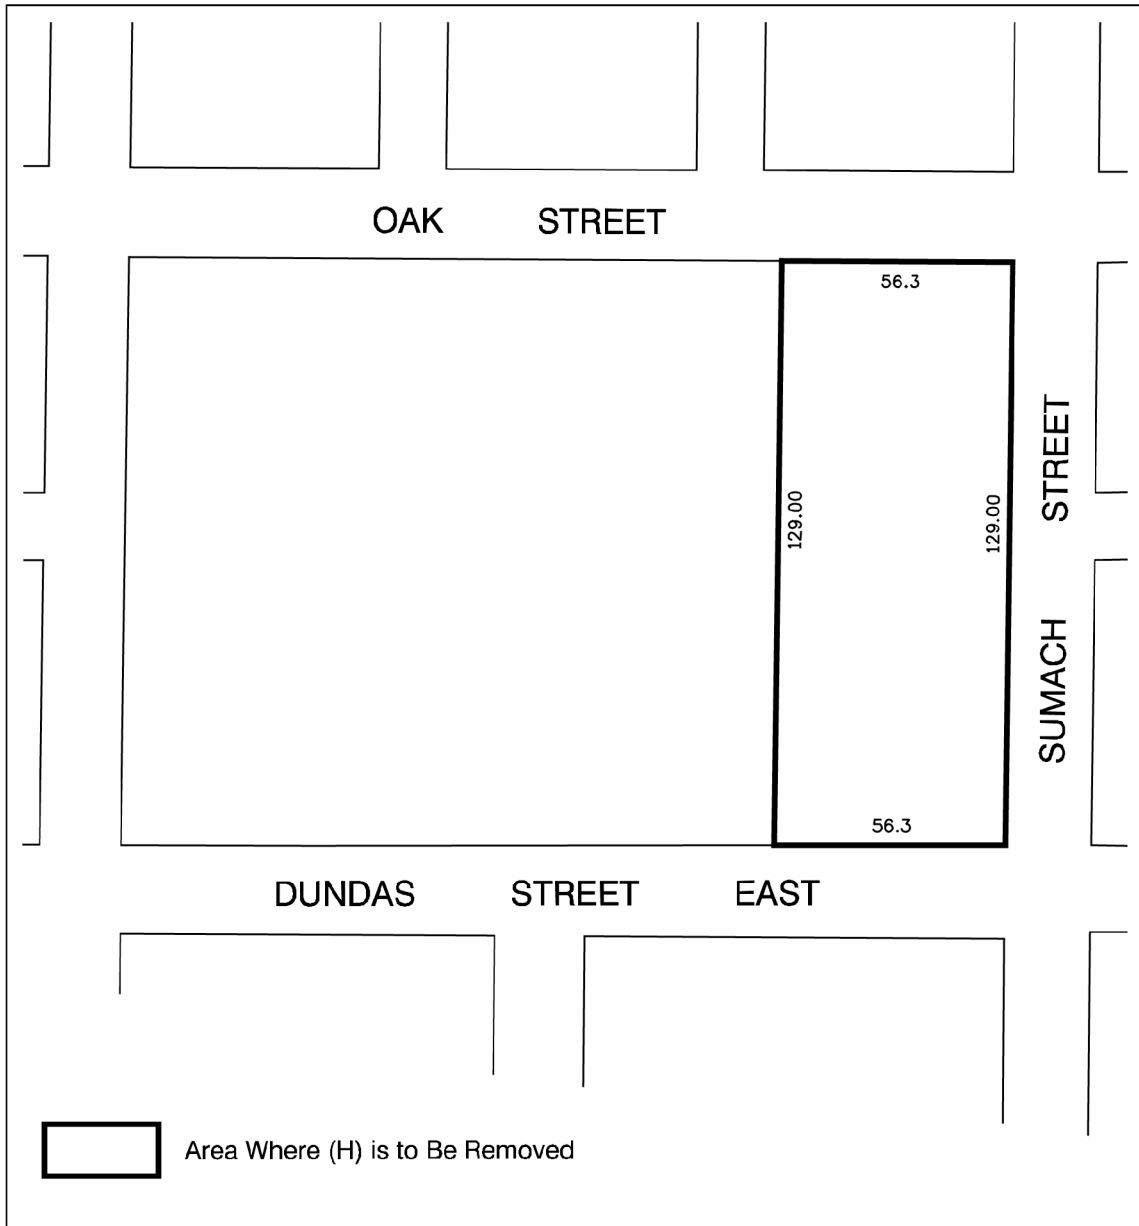 OAK STREET
56.3
129.00
129.00
SUMACH STREET
56.3
DUNDAS STREET EAST
Area Where (H) is to Be Removed